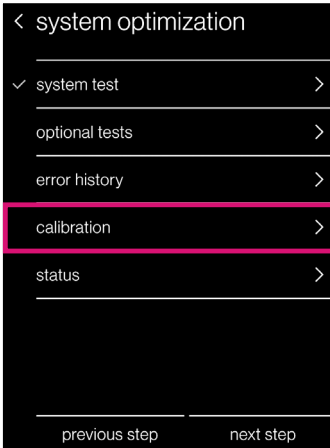 system optimization
system test
optional tests
error history
calibration
status
previous step next step